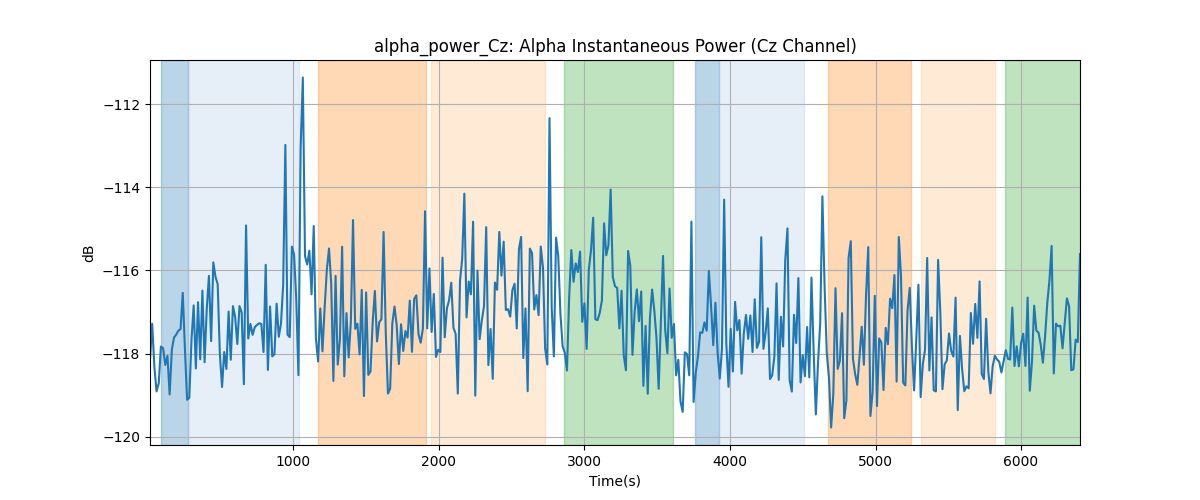 alpha_power_Cz: Alpha Instantaneous Power (Cz Channel)
dB
−112
−114
−116
−118
−120
1000 2000 3000 4000 5000 6000
Time(s)